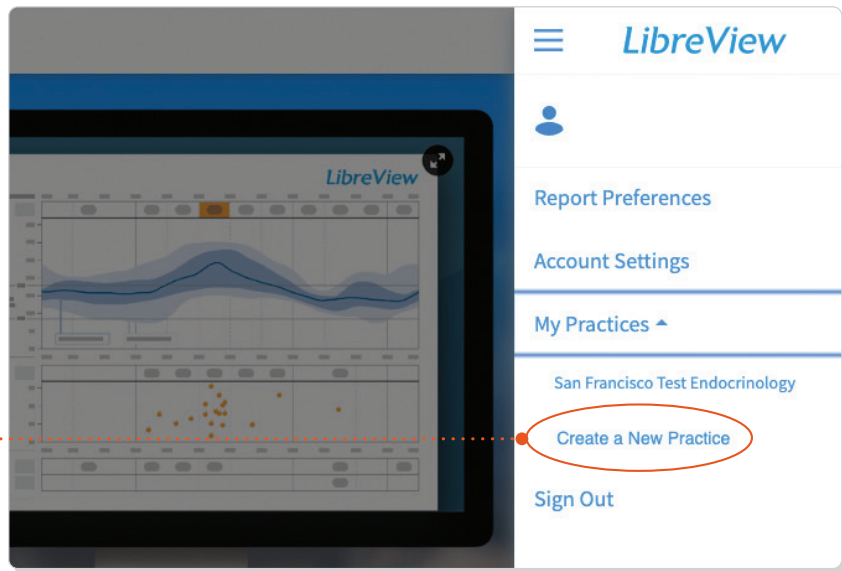 LibreView
LibreView
Report Preferences
Account Settings
My Practices
San Francisco Test Endocrinology
Create a New Practice
Sign Out